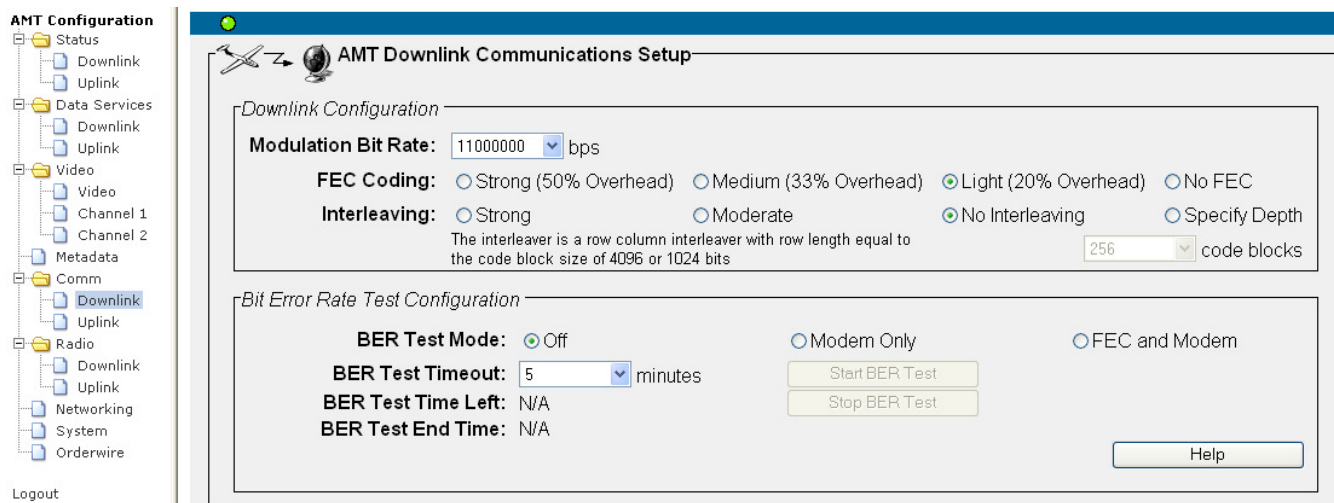 AMT Configuration
Status
Downlink
Uplink
Data Services
Downlink
Uplink
Video
Video
Channel 1
Channel 2
Metadata
Comm
Downlink
Uplink
Radio
Downlink
Uplink
Networking
System
Orderwire
Logout
AMT Downlink Communications Setup
Downlink Configuration
Modulation Bit Rate: 11000000 bps
FEC Coding: Strong (50% Overhead) Medium (33% Overhead) Light (20% Overhead) No FEC
Interleaving: Strong Moderate No Interleaving Specify Depth
The interleaver is a row column interleaver with row length equal to
the code block size of 4096 or 1024 bits
256 code blocks
Bit Error Rate Test Configuration
BER Test Mode: Off Modem Only FEC and Modem
BER Test Timeout: 5 minutes Start BER Test
BER Test Time Left: N/A Stop BER Test
BER Test End Time: N/A
Help